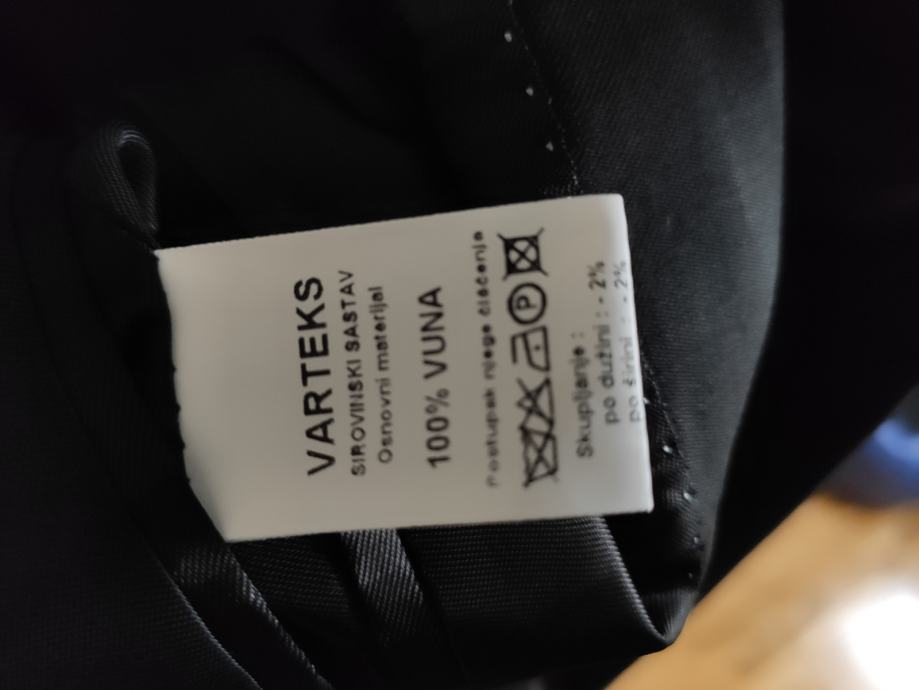 VARTEKS
SIROVINSKI SASTAV
Osnovni materijal
100% VUNA
Postupak njege čišćenja
P
Skupljanje :
po dužini : - 2%
po širini : - 2%